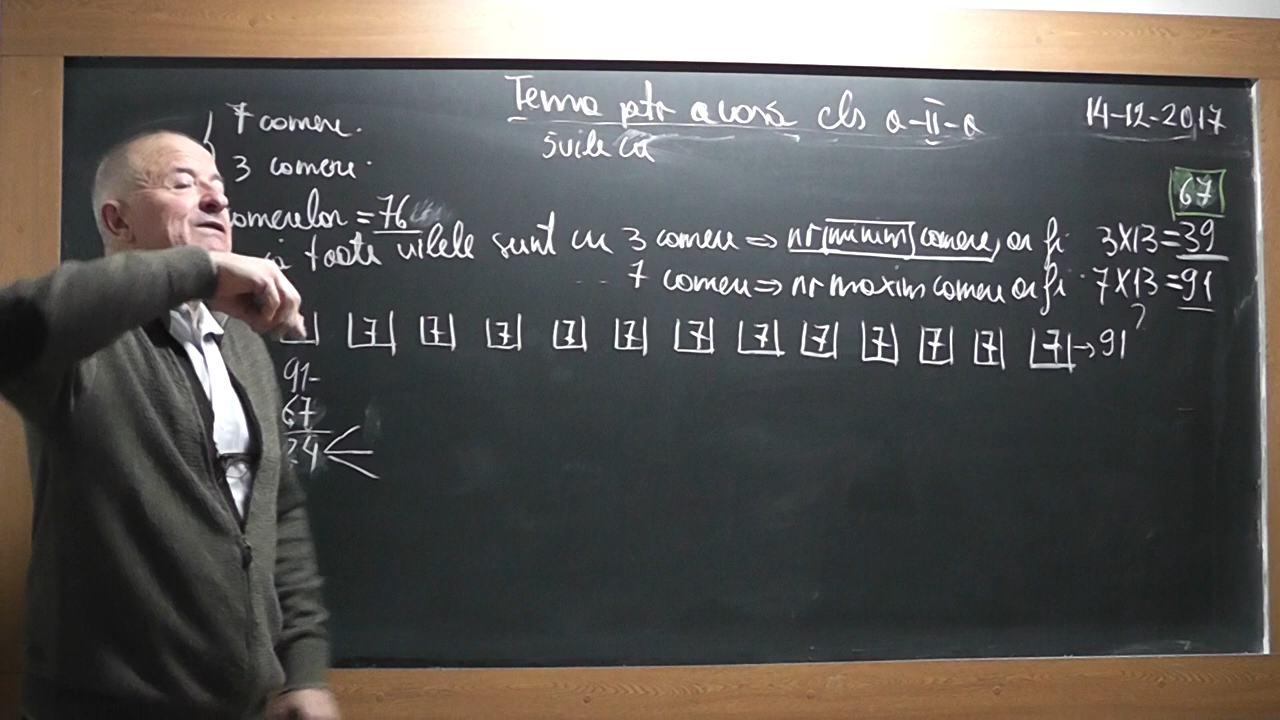 Tema ptr acasă cls a-II-a 14-12-2017
7 camere.
vile cu
3 camere.
67
camerelor = 76
toate vilele sunt cu 3 camere ⇒ nr minim camere, ar fi 3x13=39
7 camere ⇒ nr maxim camere ar fi 7x13=91
?
7 7 7 7 7 7 7 7 7 7 7 7 → 91
91-
67
24